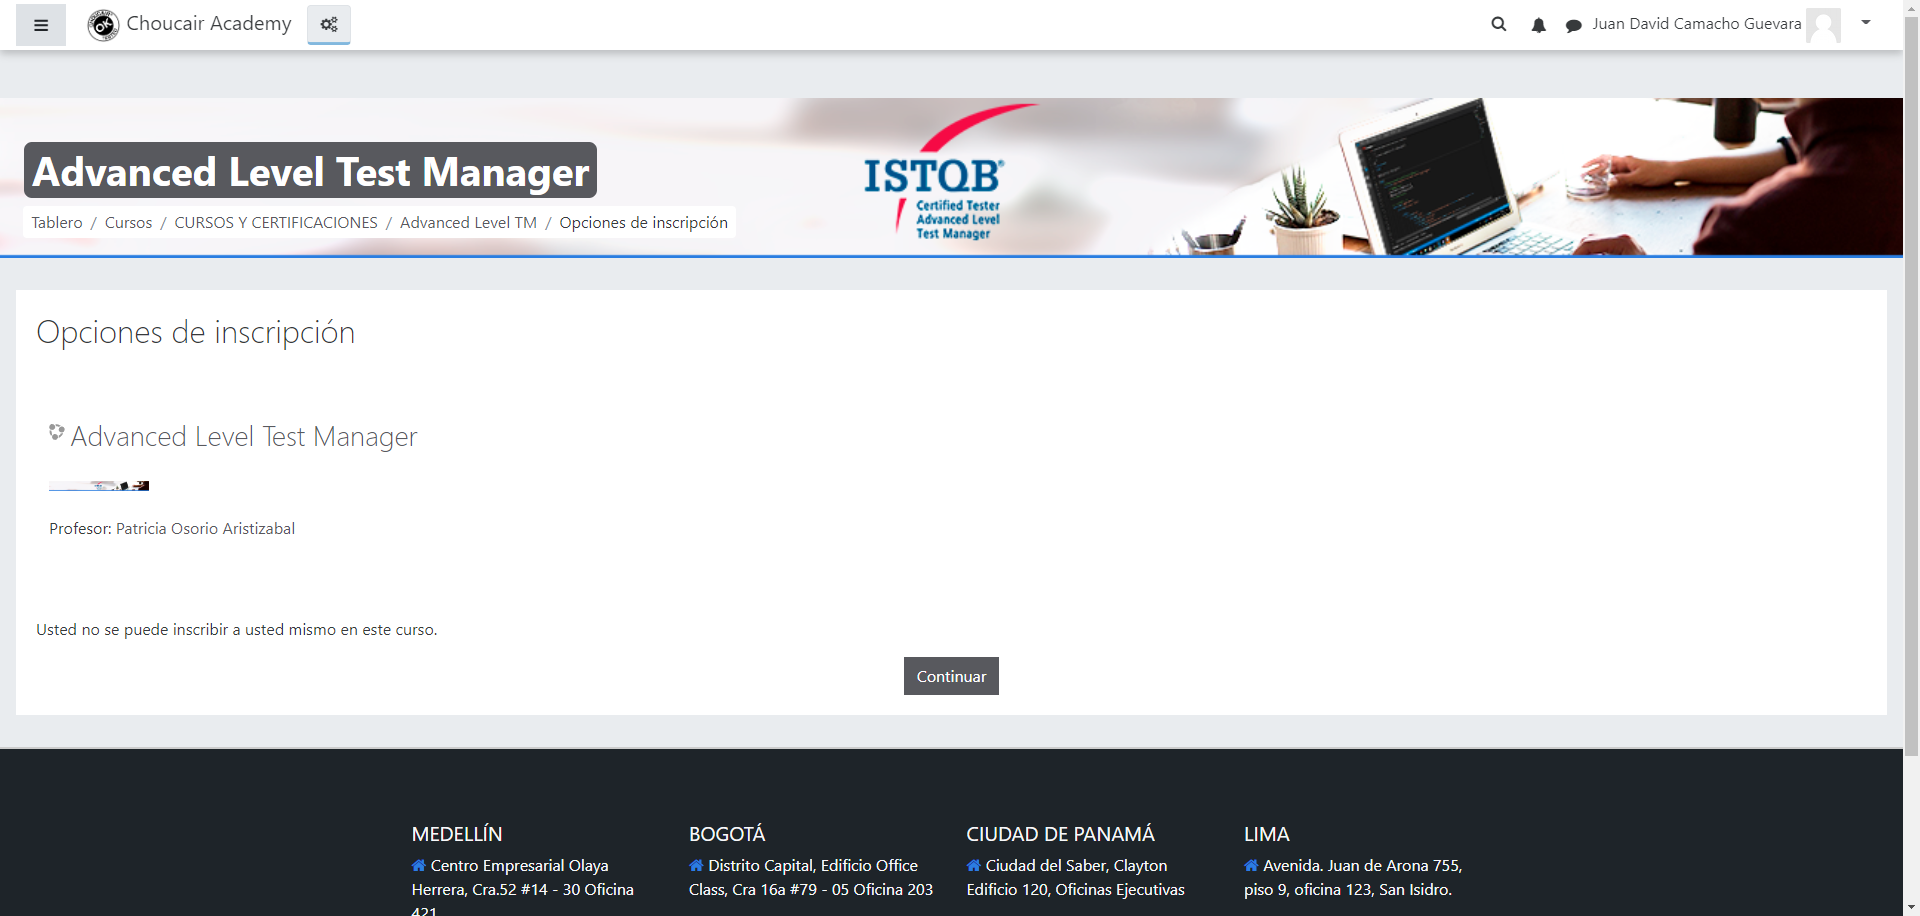 Choucair Academy
Juan David Camacho Guevara
ISTQB®
Certified Tester
Advanced Level
Test Manager
Advanced Level Test Manager
Tablero / Cursos / CURSOS Y CERTIFICACIONES / Advanced Level TM / Opciones de inscripción
Opciones de inscripción
Advanced Level Test Manager
Profesor: Patricia Osorio Aristizabal
Usted no se puede inscribir a usted mismo en este curso.
Continuar
MEDELLÍN
Centro Empresarial Olaya
Herrera, Cra.52 #14 - 30 Oficina
421
BOGOTÁ
Distrito Capital, Edificio Office
Class, Cra 16a #79 - 05 Oficina 203
CIUDAD DE PANAMÁ
Ciudad del Saber, Clayton
Edificio 120, Oficinas Ejecutivas
LIMA
Avenida. Juan de Arona 755,
piso 9, oficina 123, San Isidro.